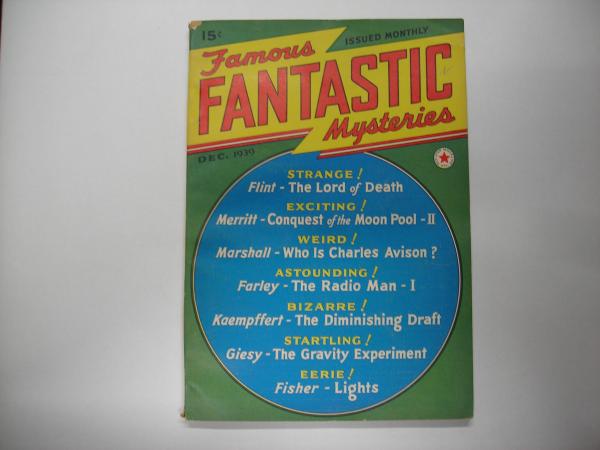 15¢
ISSUED MONTHLY
Famous
FANTASTIC
Mysteries
DEC. 1939
STRANGE!
Flint - The Lord of Death
EXCITING!
Merritt - Conquest of the Moon Pool - II
WEIRD!
Marshall - Who Is Charles Avison?
ASTOUNDING!
Farley - The Radio Man - I
BIZARRE!
Kaempffert - The Diminishing Draft
STARTLING!
Giesy - The Gravity Experiment
EERIE!
Fisher - Lights